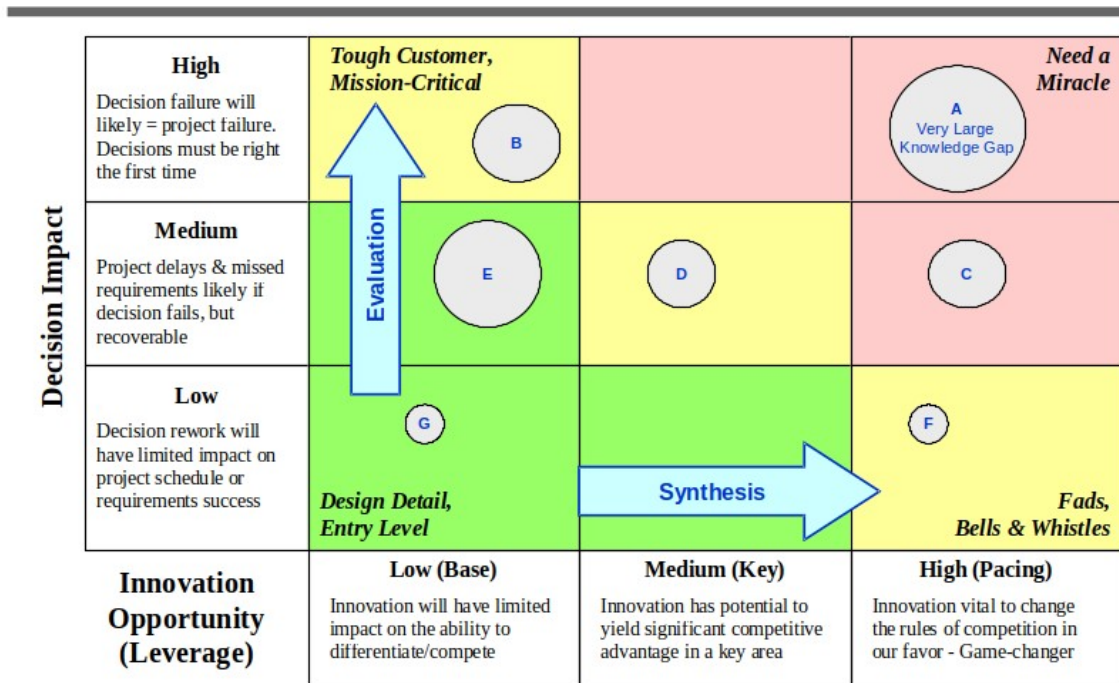 Decision Impact
High
Decision failure will
likely = project failure.
Decisions must be right
the first time
Tough Customer,
Mission-Critical
B
Need a
Miracle
A
Very Large
Knowledge Gap
Medium
Project delays & missed
requirements likely if
decision fails, but
recoverable
Evaluation
E
D
C
Low
Decision rework will
have limited impact on
project schedule or
requirements success
G
Design Detail,
Entry Level
Synthesis
F
Fads,
Bells & Whistles
Innovation
Opportunity
(Leverage)
Low (Base)
Innovation will have limited
impact on the ability to
differentiate/compete
Medium (Key)
Innovation has potential to
yield significant competitive
advantage in a key area
High (Pacing)
Innovation vital to change
the rules of competition in
our favor - Game-changer